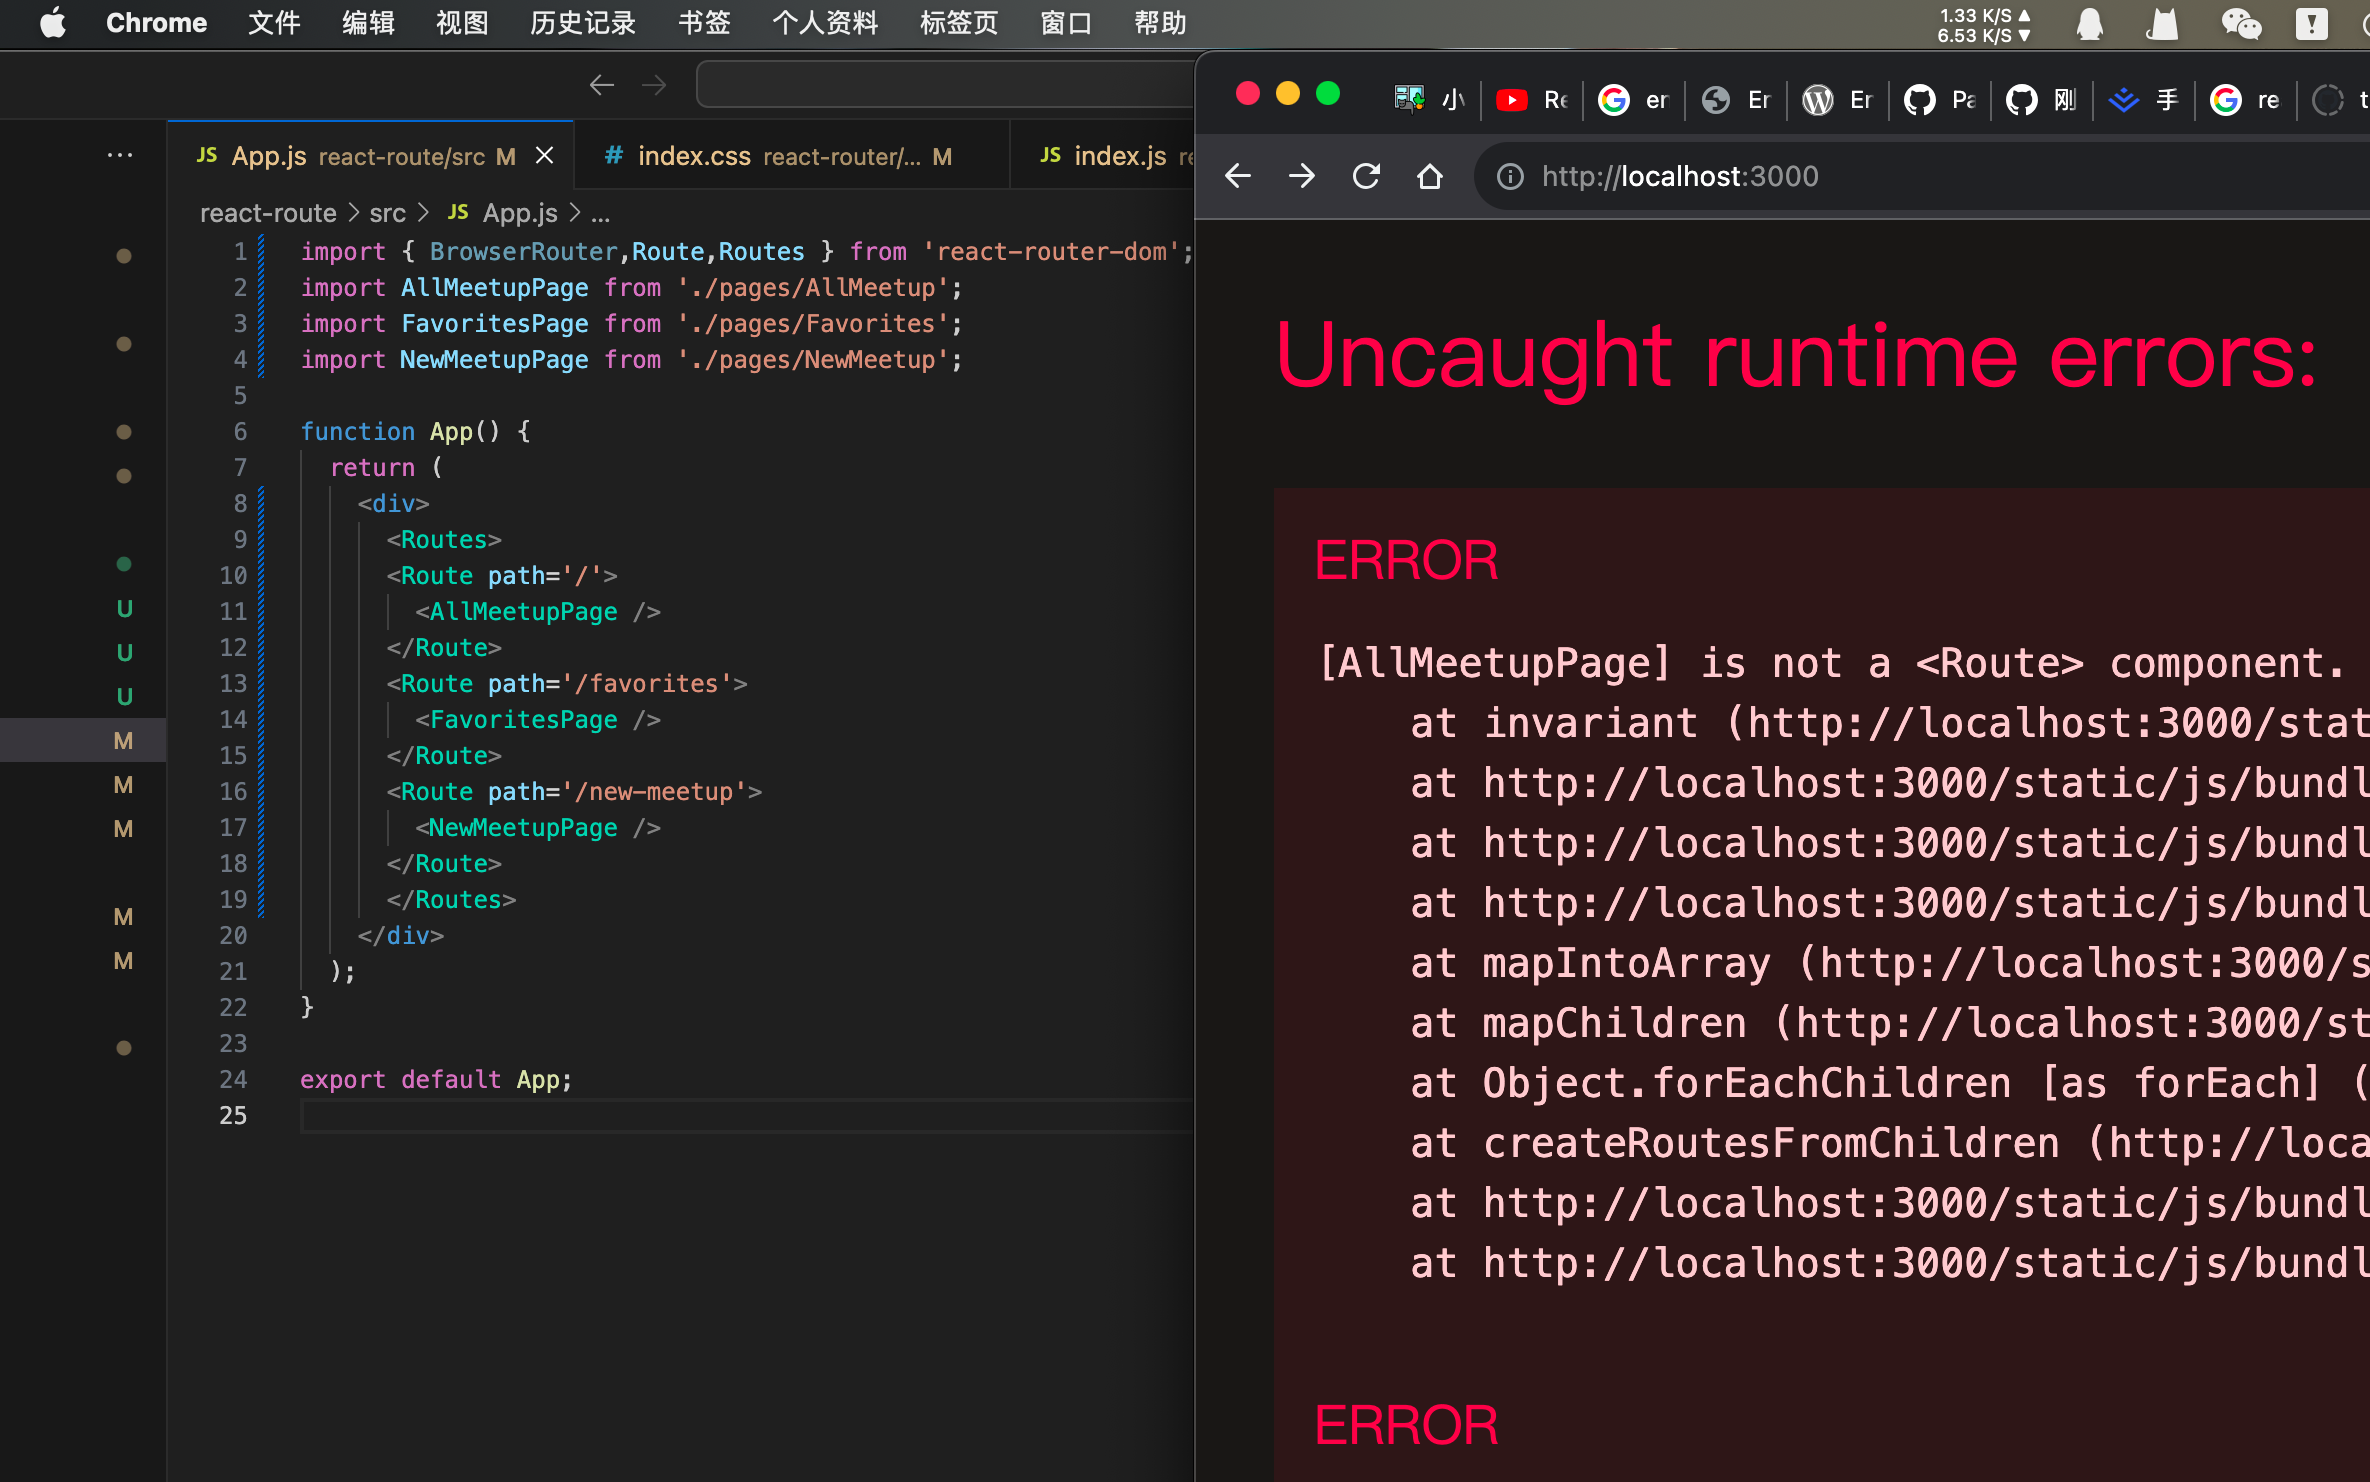 Chrome 文件 编辑 视图 历史记录 书签 个人资料 标签页 窗口 帮助
1.33 K/S ▲
6.53 K/S ▼
小 Re er Er Er Pa 刚 手 re t
http://localhost:3000
JS App.js react-route/src M
# index.css react-router/... M
JS index.js re
react-route > src > JS App.js > ...
1 import { BrowserRouter,Route,Routes } from 'react-router-dom';
2 import AllMeetupPage from './pages/AllMeetup';
3 import FavoritesPage from './pages/Favorites';
4 import NewMeetupPage from './pages/NewMeetup';
5
6 function App() {
7 return (
8 <div>
9 <Routes>
10 <Route path='/'>
11 <AllMeetupPage />
12 </Route>
13 <Route path='/favorites'>
14 <FavoritesPage />
15 </Route>
16 <Route path='/new-meetup'>
17 <NewMeetupPage />
18 </Route>
19 </Routes>
20 </div>
21 );
22 }
23
24 export default App;
25
U
U
U
M
M
M
M
M
Uncaught runtime errors:
ERROR
[AllMeetupPage] is not a <Route> component.
at invariant (http://localhost:3000/stat
at http://localhost:3000/static/js/bundl
at http://localhost:3000/static/js/bundl
at http://localhost:3000/static/js/bundl
at mapIntoArray (http://localhost:3000/s
at mapChildren (http://localhost:3000/st
at Object.forEachChildren [as forEach] (
at createRoutesFromChildren (http://loca
at http://localhost:3000/static/js/bundl
at http://localhost:3000/static/js/bundl
ERROR